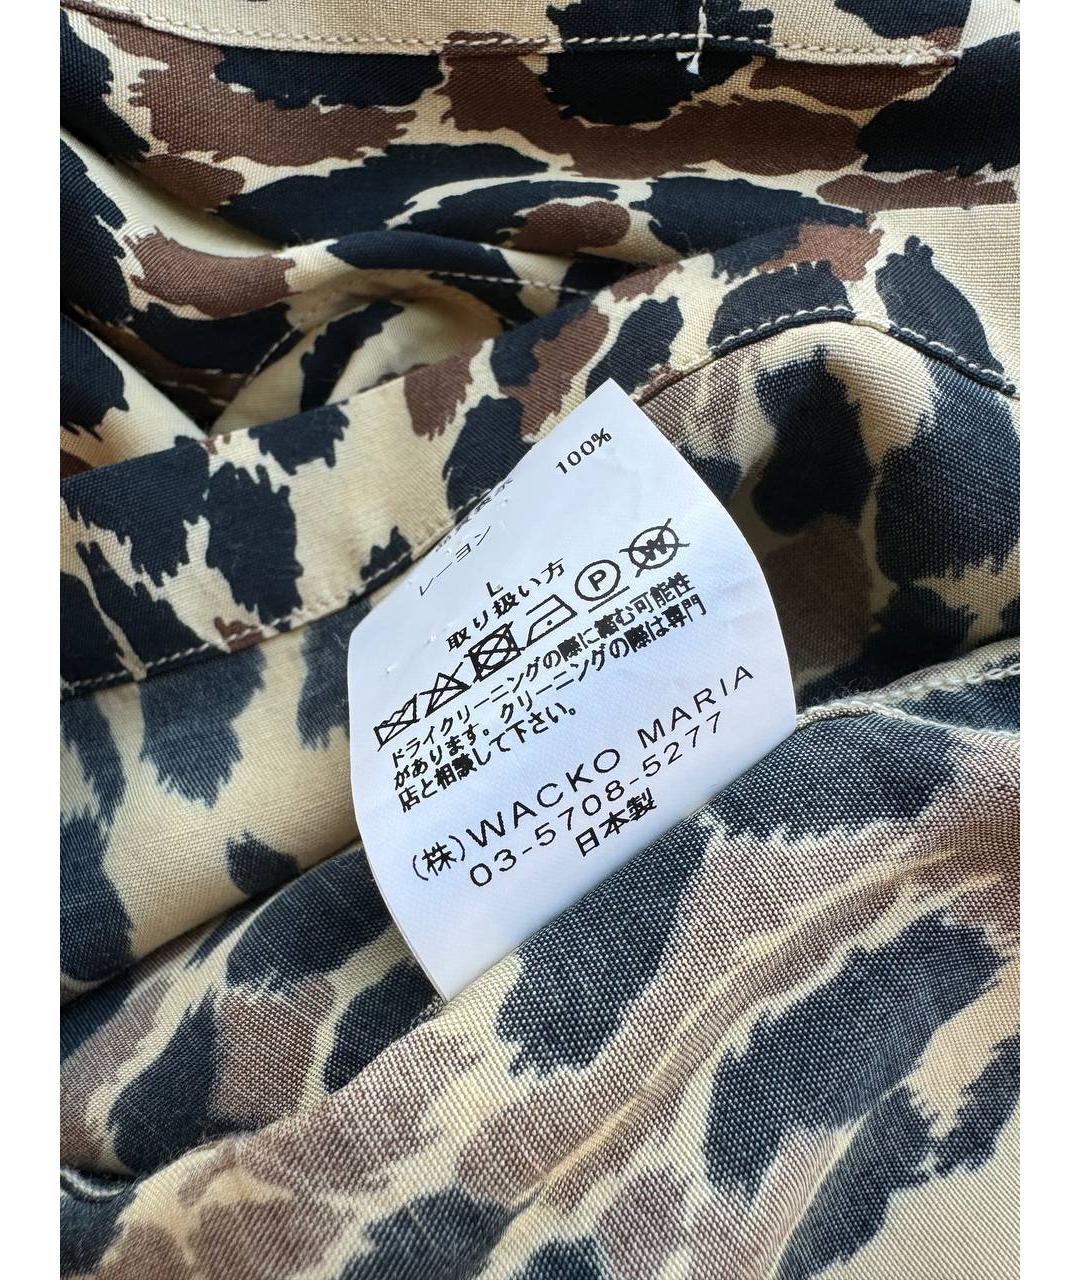 100%
レーヨン
L
取り扱い方
P W
ドライクリーニングの際に縮む可能性
があります。クリーニングの際は専門
店と相談して下さい。
(株)WACKO MARIA
03-5708-5277
日本製